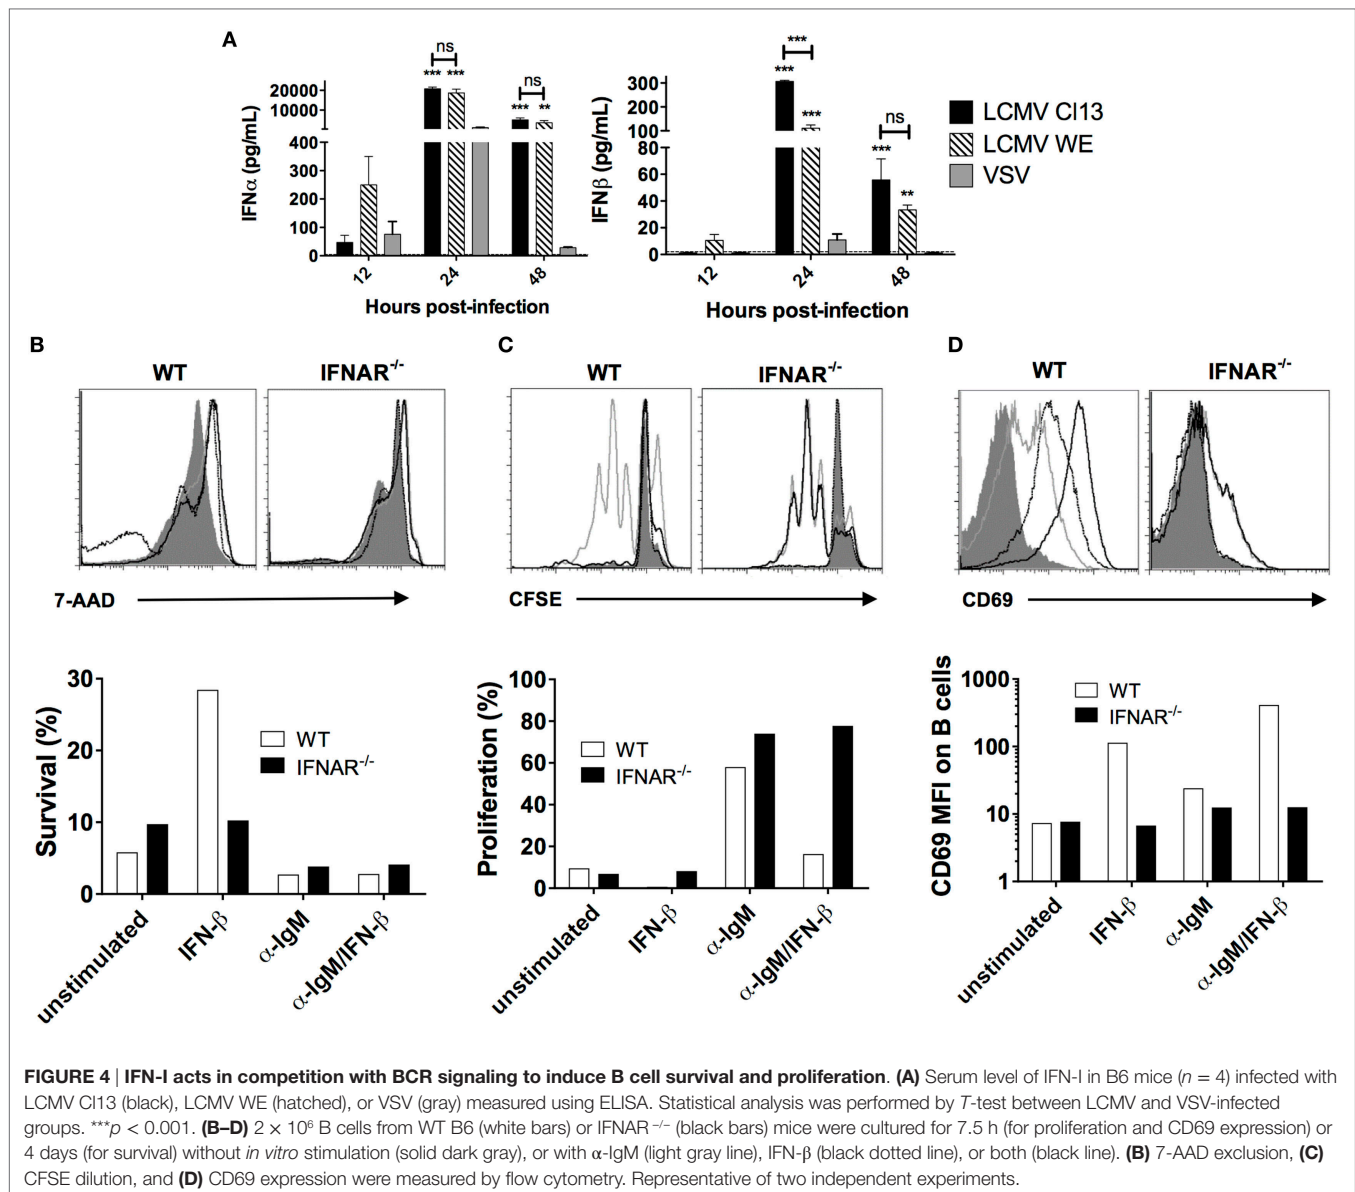 A
IFNα (pg/mL)
20000
10000
400
300
200
100
0
ns
*** ***
ns
*** **
12 24 48
Hours post-infection
IFNβ (pg/mL)
300
200
100
80
60
40
20
0
***
***
***
ns
***
**
12 24 48
Hours post-infection
LCMV Cl13
LCMV WE
VSV
B
WT IFNAR-/-
7-AAD
C
WT IFNAR-/-
CFSE
D
WT IFNAR-/-
CD69
Survival (%)
30
20
10
0
WT
IFNAR-/-
unstimulated IFN-β α-IgM α-IgM/IFN-β
Proliferation (%)
100
80
60
40
20
0
WT
IFNAR-/-
unstimulated IFN-β α-IgM α-IgM/IFN-β
CD69 MFI on B cells
1000
100
10
1
WT
IFNAR-/-
unstimulated IFN-β α-IgM α-IgM/IFN-β
FIGURE 4 | IFN-I acts in competition with BCR signaling to induce B cell survival and proliferation. (A) Serum level of IFN-I in B6 mice (n = 4) infected with
LCMV Cl13 (black), LCMV WE (hatched), or VSV (gray) measured using ELISA. Statistical analysis was performed by T-test between LCMV and VSV-infected
groups. ***p < 0.001. (B–D) 2 × 10⁶ B cells from WT B6 (white bars) or IFNAR −/− (black bars) mice were cultured for 7.5 h (for proliferation and CD69 expression) or
4 days (for survival) without in vitro stimulation (solid dark gray), or with α-IgM (light gray line), IFN-β (black dotted line), or both (black line). (B) 7-AAD exclusion, (C)
CFSE dilution, and (D) CD69 expression were measured by flow cytometry. Representative of two independent experiments.